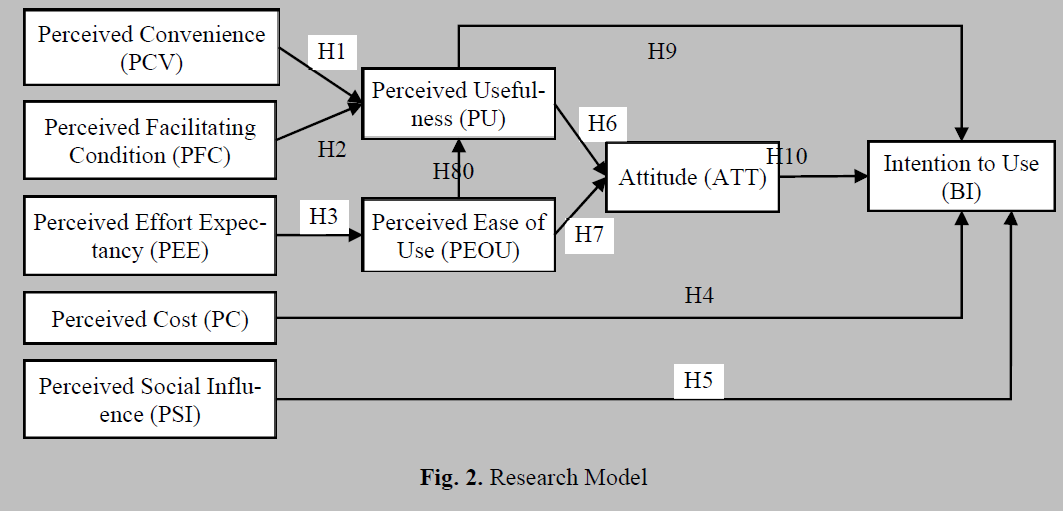 Perceived Convenience
(PCV)
H1
H9
Perceived Useful-
ness (PU)
Perceived Facilitating
Condition (PFC)
H2
H6
H80
Attitude (ATT)
H10
Intention to Use
(BI)
Perceived Effort Expec-
tancy (PEE)
H3
Perceived Ease of
Use (PEOU)
H7
Perceived Cost (PC)
H4
Perceived Social Influ-
ence (PSI)
H5
Fig. 2. Research Model